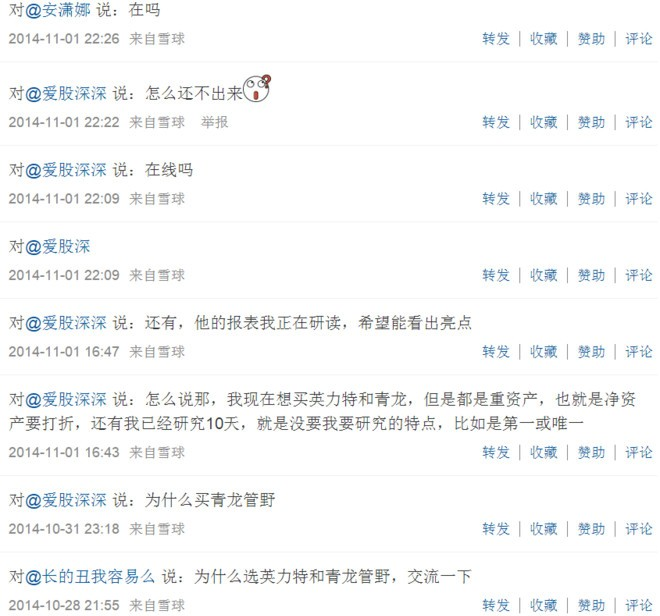 对@安潇娜 说：在吗
2014-11-01 22:26 来自雪球 转发 | 收藏 | 赞助 | 评论
对@爱股深深 说：怎么还不出来
2014-11-01 22:22 来自雪球 举报 转发 | 收藏 | 赞助 | 评论
对@爱股深深 说：在线吗
2014-11-01 22:09 来自雪球 转发 | 收藏 | 赞助 | 评论
对@爱股深
2014-11-01 22:09 来自雪球 转发 | 收藏 | 赞助 | 评论
对@爱股深深 说：还有，他的报表我正在研读，希望能看出亮点
2014-11-01 16:47 来自雪球 转发 | 收藏 | 赞助 | 评论
对@爱股深深 说：怎么说那，我现在想买英力特和青龙，但是都是重资产，也就是净资
产要打折，还有我已经研究10天，就是没要我要研究的特点，比如是第一或唯一
2014-11-01 16:43 来自雪球 转发 | 收藏 | 赞助 | 评论
对@爱股深深 说：为什么买青龙管野
2014-10-31 23:18 来自雪球 转发 | 收藏 | 赞助 | 评论
对@长的丑我容易么 说：为什么选英力特和青龙管野，交流一下
2014-10-28 21:55 来自雪球 转发 | 收藏 | 赞助 | 评论